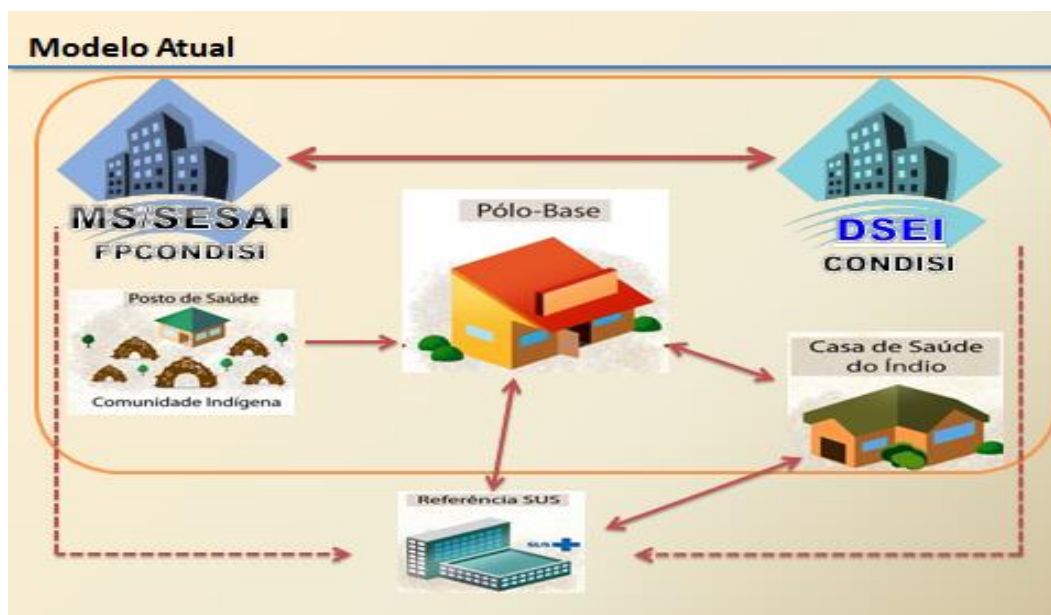 Modelo Atual
MS/SESAI
FPCONDISI
Pólo-Base
DSEI
CONDISI
Posto de Saúde
Comunidade Indígena
Casa de Saúde
do Índio
Referência SUS
SUS